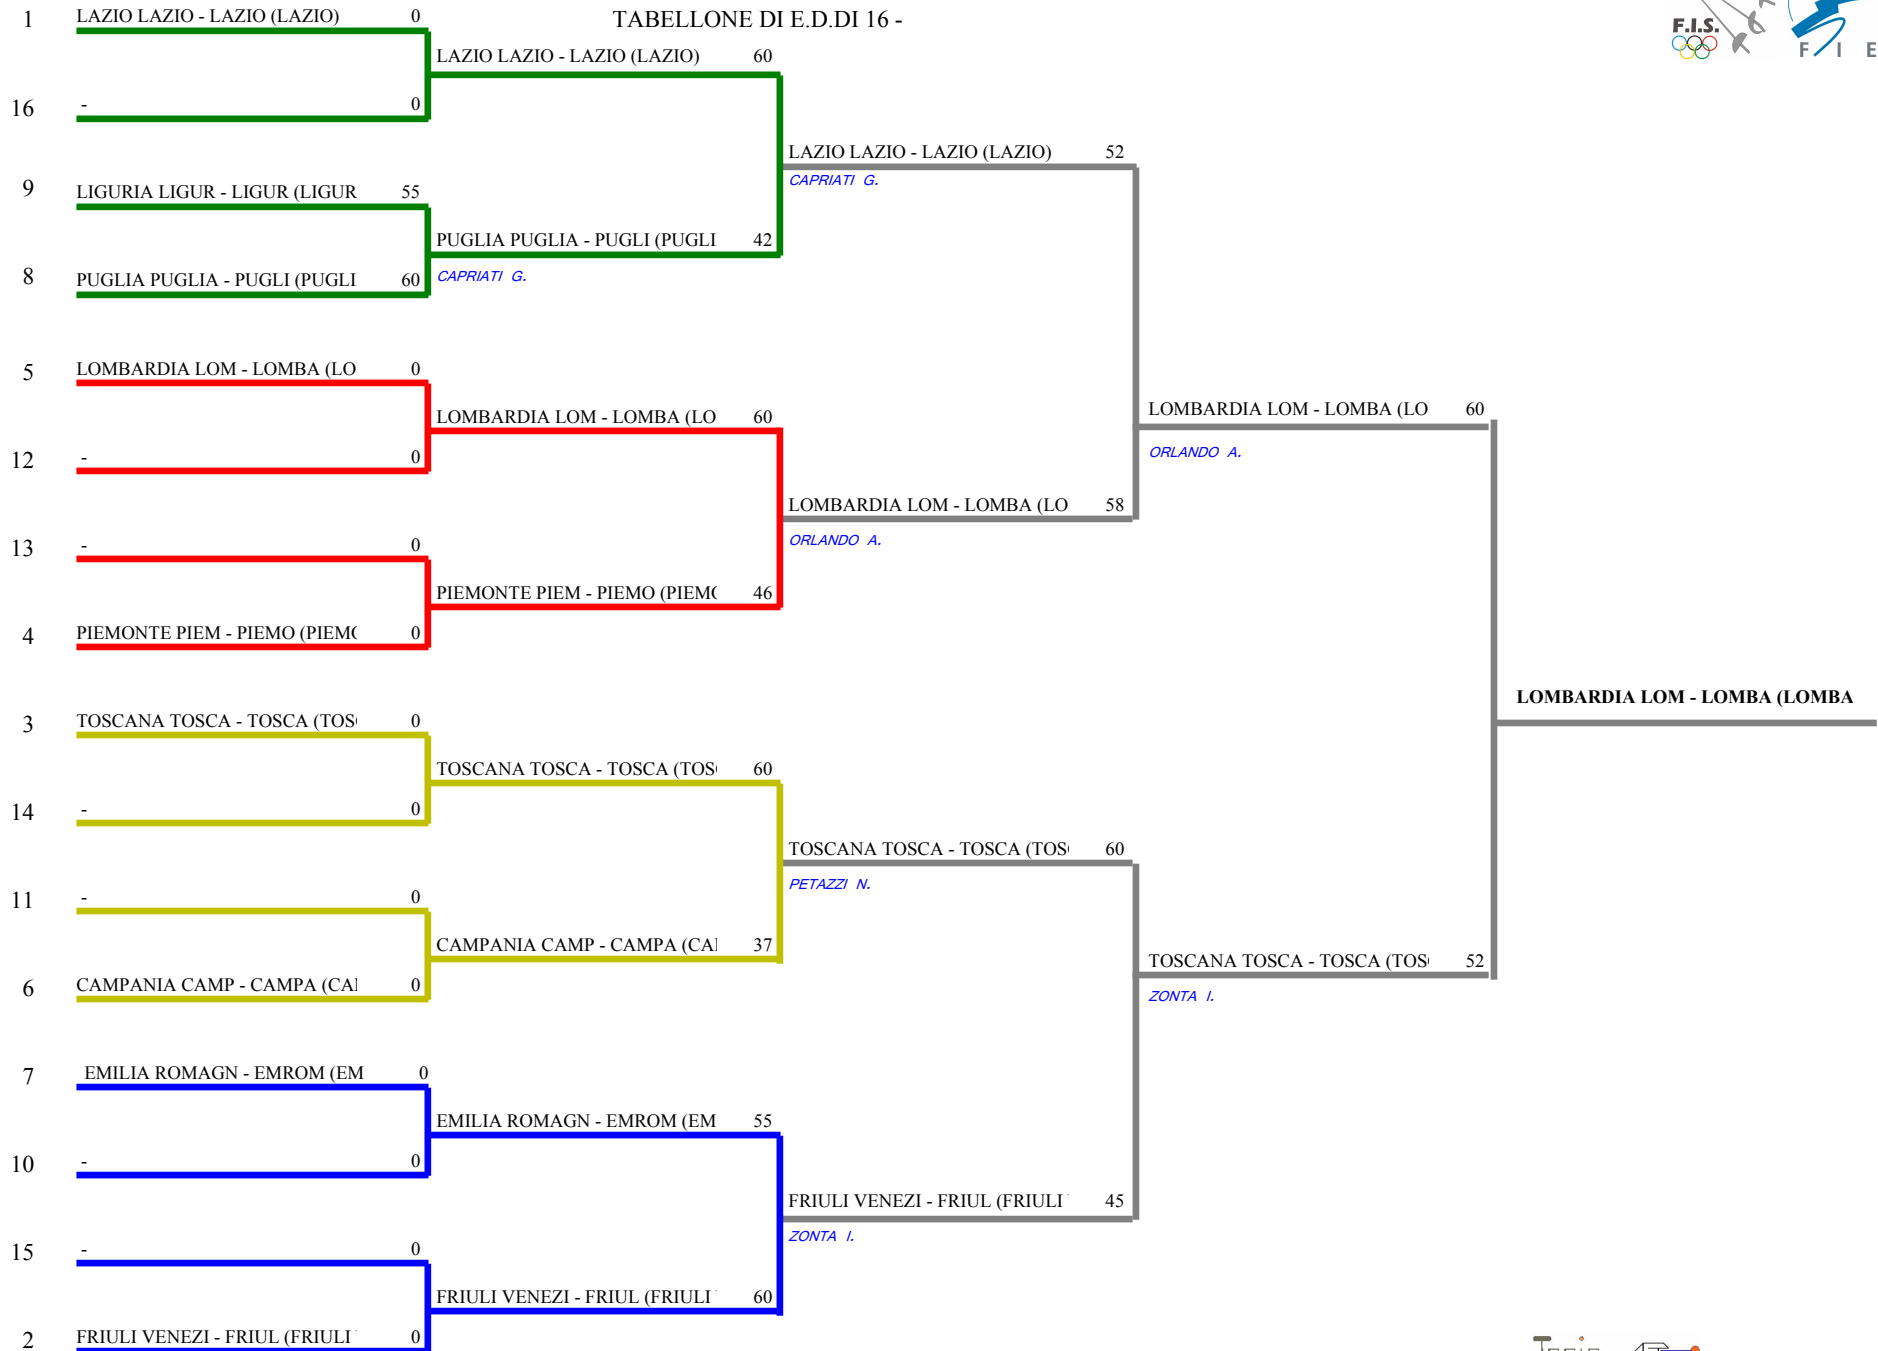 TABELLONE DI E.D.DI 16 -
F.I.S.
F I E
1 LAZIO LAZIO - LAZIO (LAZIO) 0
LAZIO LAZIO - LAZIO (LAZIO) 60
16 - 0
LAZIO LAZIO - LAZIO (LAZIO) 52
CAPRIATI G.
9 LIGURIA LIGUR - LIGUR (LIGUR 55
PUGLIA PUGLIA - PUGLI (PUGLI 42
CAPRIATI G.
8 PUGLIA PUGLIA - PUGLI (PUGLI 60
5 LOMBARDIA LOM - LOMBA (LO 0
LOMBARDIA LOM - LOMBA (LO 60
LOMBARDIA LOM - LOMBA (LO 60
ORLANDO A.
12 - 0
LOMBARDIA LOM - LOMBA (LO 58
ORLANDO A.
13 - 0
PIEMONTE PIEM - PIEMO (PIEM 46
4 PIEMONTE PIEM - PIEMO (PIEM 0
LOMBARDIA LOM - LOMBA (LOMBA
3 TOSCANA TOSCA - TOSCA (TOS 0
TOSCANA TOSCA - TOSCA (TOS 60
14 - 0
TOSCANA TOSCA - TOSCA (TOS 60
PETAZZI N.
11 - 0
CAMPANIA CAMP - CAMPA (CA 37
TOSCANA TOSCA - TOSCA (TOS 52
ZONTA I.
6 CAMPANIA CAMP - CAMPA (CA 0
7 EMILIA ROMAGN - EMROM (EM 0
EMILIA ROMAGN - EMROM (EM 55
10 - 0
FRIULI VENEZI - FRIUL (FRIULI 45
ZONTA I.
15 - 0
FRIULI VENEZI - FRIUL (FRIULI 60
2 FRIULI VENEZI - FRIUL (FRIULI 0